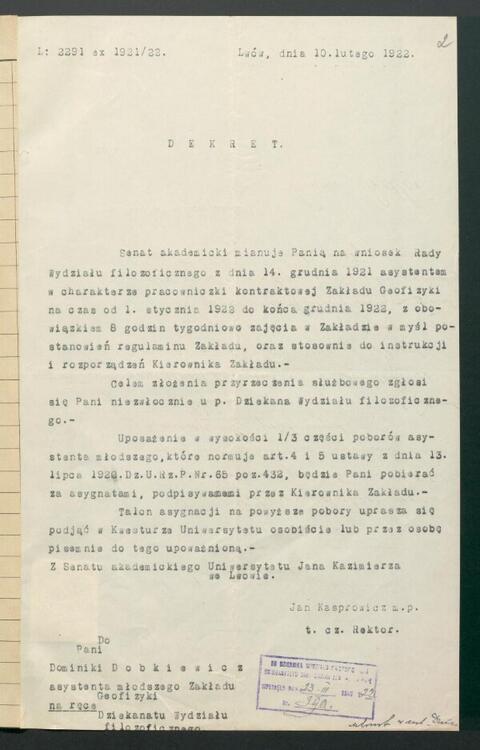 2
L: 2291 ex 1921/22. Lwów, dnia 10.lutego 1922.
D E K R E T.
Senat akademicki mianuje Panią na wniosek Rady
Wydziału filozoficznego z dnia 14. grudnia 1921 asystentem
w charakterze pracowniczki kontraktowej Zakładu Geofizyki
na czas od 1. stycznia 1922 do końca grudnia 1922, z obo-
wiązkiem 8 godzin tygodniowo zajęcia w Zakładzie w myśl po-
stanowień regulaminu Zakładu, oraz stosownie do instrukcji
i rozporządzeń Kierownika Zakładu.-
Celem złożenia przyrzeczenia służbowego zgłosi
się Pani niezwłocznie u p. Dziekana Wydziału filozoficzne-
go.-
Uposażenie w wysokości 1/3 części poborów asy-
stenta młodszego,które normuje art.4 i 5 ustawy z dnia 13.
lipca 1920.Dz.U.Rz.P.Nr.65 poz.432, będzie Pani pobierać
za asygnatami, podpisywanemi przez Kierownika Zakładu.-
Talon asygnacji na powyższe pobory uprasza się
podjąć w Kwesturze Uniwersytetu osobiście lub przez osobę
pisemnie do tego upoważnioną.-
Z Senatu akademickiego Uniwersytetu Jana Kazimierza
we Lwowie.
Jan Kasprowicz m.p.
t. cz. Rektor.
Do
Pani
Dominiki D o b k i e w i c z
asystenta młodszego Zakładu
Geofizyki
na ręce
Dziekanatu Wydziału
filozoficznego.